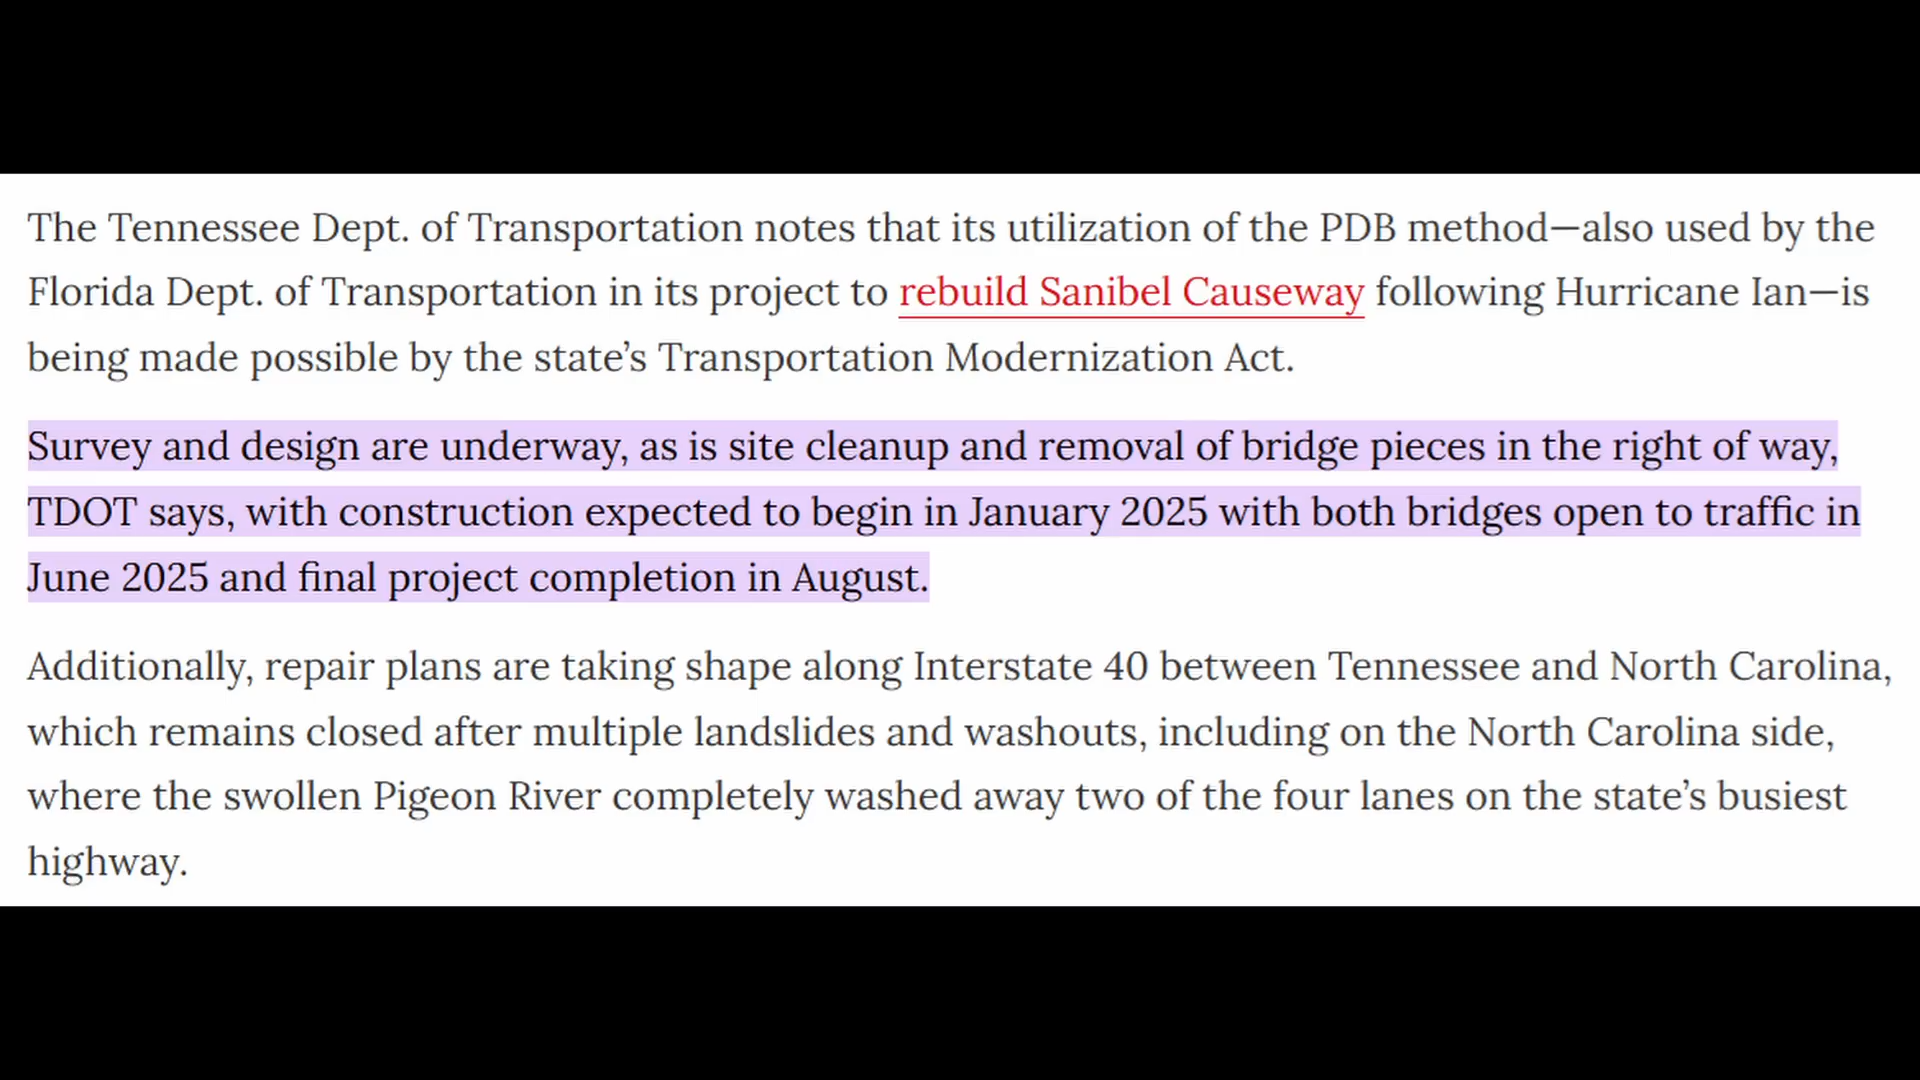 The Tennessee Dept. of Transportation notes that its utilization of the PDB method—also used by the
Florida Dept. of Transportation in its project to rebuild Sanibel Causeway following Hurricane Ian—is
being made possible by the state’s Transportation Modernization Act.
Survey and design are underway, as is site cleanup and removal of bridge pieces in the right of way,
TDOT says, with construction expected to begin in January 2025 with both bridges open to traffic in
June 2025 and final project completion in August.
Additionally, repair plans are taking shape along Interstate 40 between Tennessee and North Carolina,
which remains closed after multiple landslides and washouts, including on the North Carolina side,
where the swollen Pigeon River completely washed away two of the four lanes on the state’s busiest
highway.